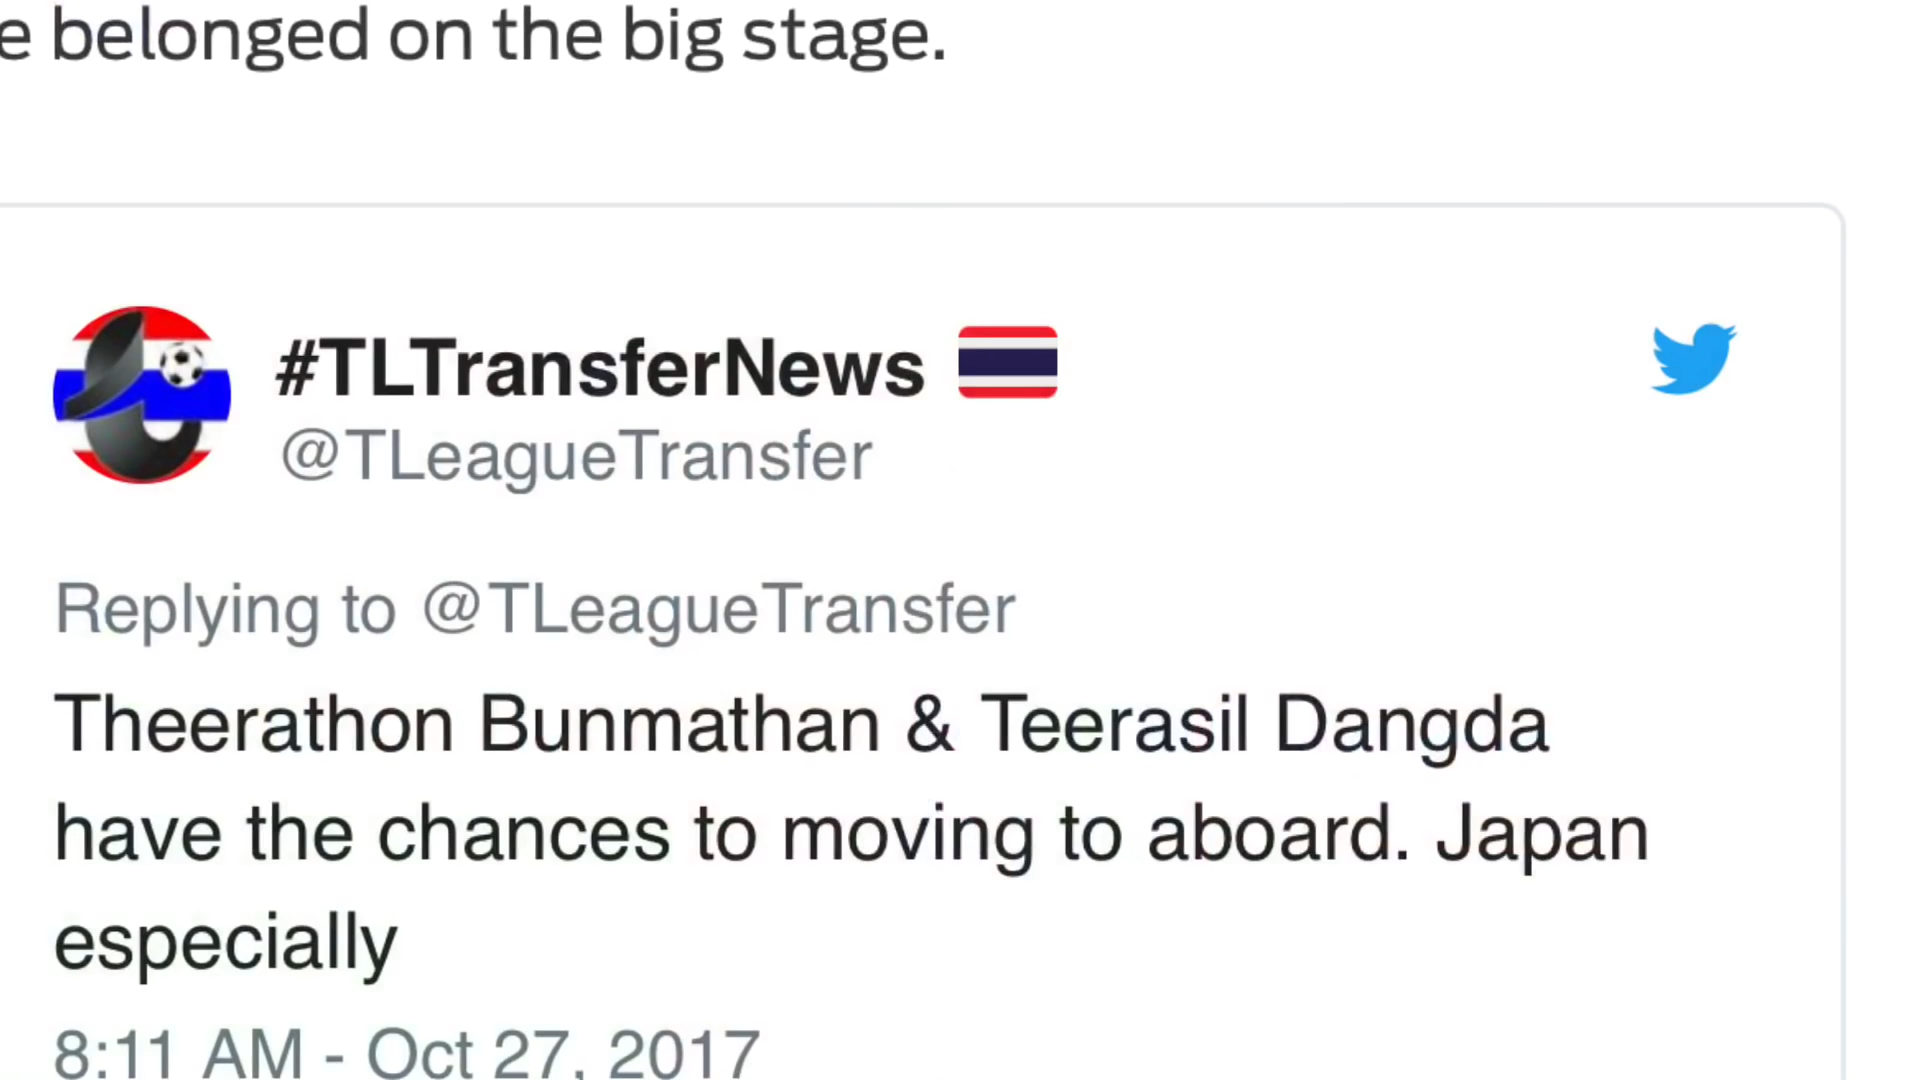 e belonged on the big stage.
#TLTransferNews
@TLeagueTransfer
Replying to @TLeagueTransfer
Theerathon Bunmathan & Teerasil Dangda
have the chances to moving to aboard. Japan
especially
8:11 AM - Oct 27, 2017